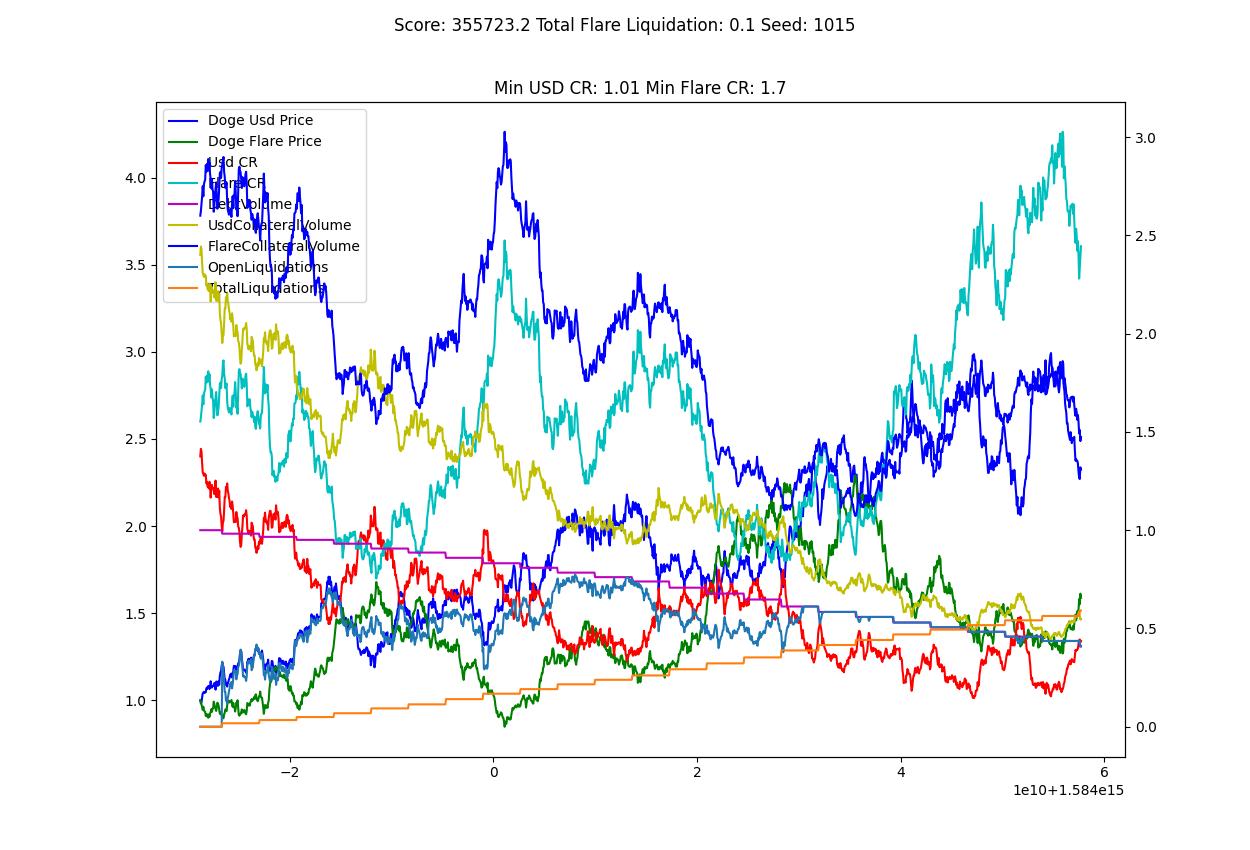 Score: 355723.2 Total Flare Liquidation: 0.1 Seed: 1015
Min USD CR: 1.01 Min Flare CR: 1.7
Doge Usd Price
Doge Flare Price
Usd CR
Flare CR
DebtVolume
UsdCollateralVolume
FlareCollateralVolume
OpenLiquidations
TotalLiquidations
4.0
3.5
3.0
2.5
2.0
1.5
1.0
3.0
2.5
2.0
1.5
1.0
0.5
0.0
−2
0
2
4
6
1e10+1.584e15